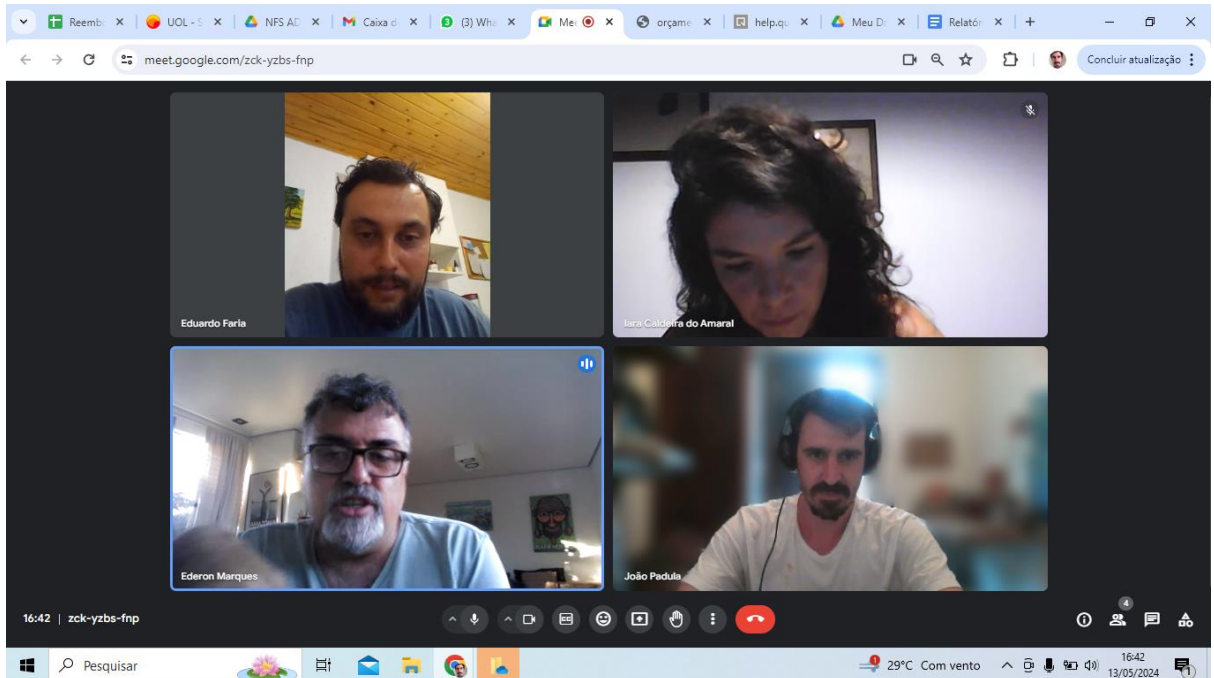 Reemb
UOL - S
NFS AD
Caixa d
(3) Wha
Me
orçame
help.qu
Meu D
Relatór
meet.google.com/zck-yzbs-fnp
Concluir atualização
Eduardo Faria
Iara Caldeira do Amaral
Ederon Marques
João Padula
16:42 | zck-yzbs-fnp
4
Pesquisar
29°C Com vento
16:42
13/05/2024